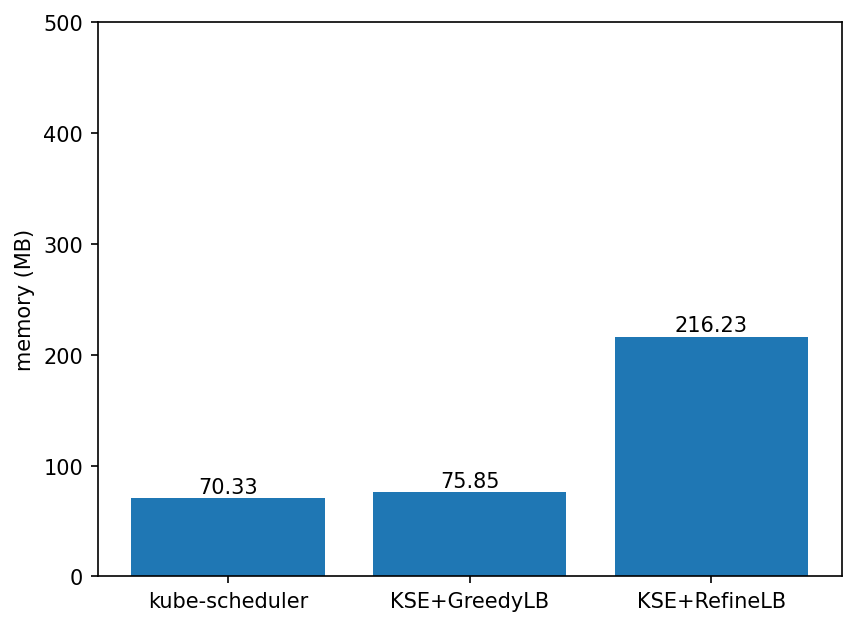 500
400
300
200
100
0
memory (MB)
70.33
75.85
216.23
kube-scheduler
KSE+GreedyLB
KSE+RefineLB